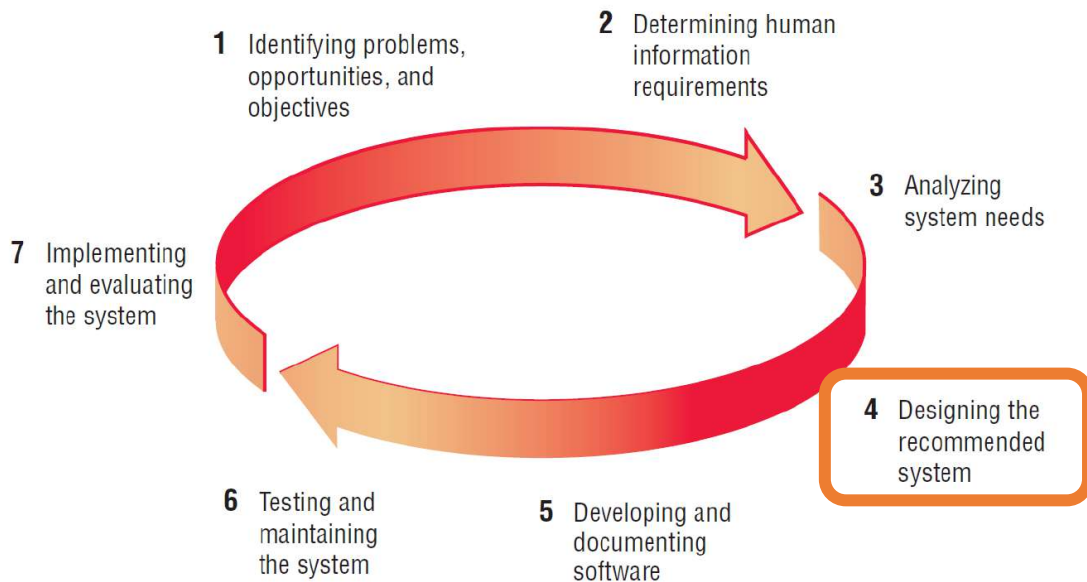 1 Identifying problems,
opportunities, and
objectives
2 Determining human
information
requirements
3 Analyzing
system needs
4 Designing the
recommended
system
5 Developing and
documenting
software
6 Testing and
maintaining
the system
7 Implementing
and evaluating
the system